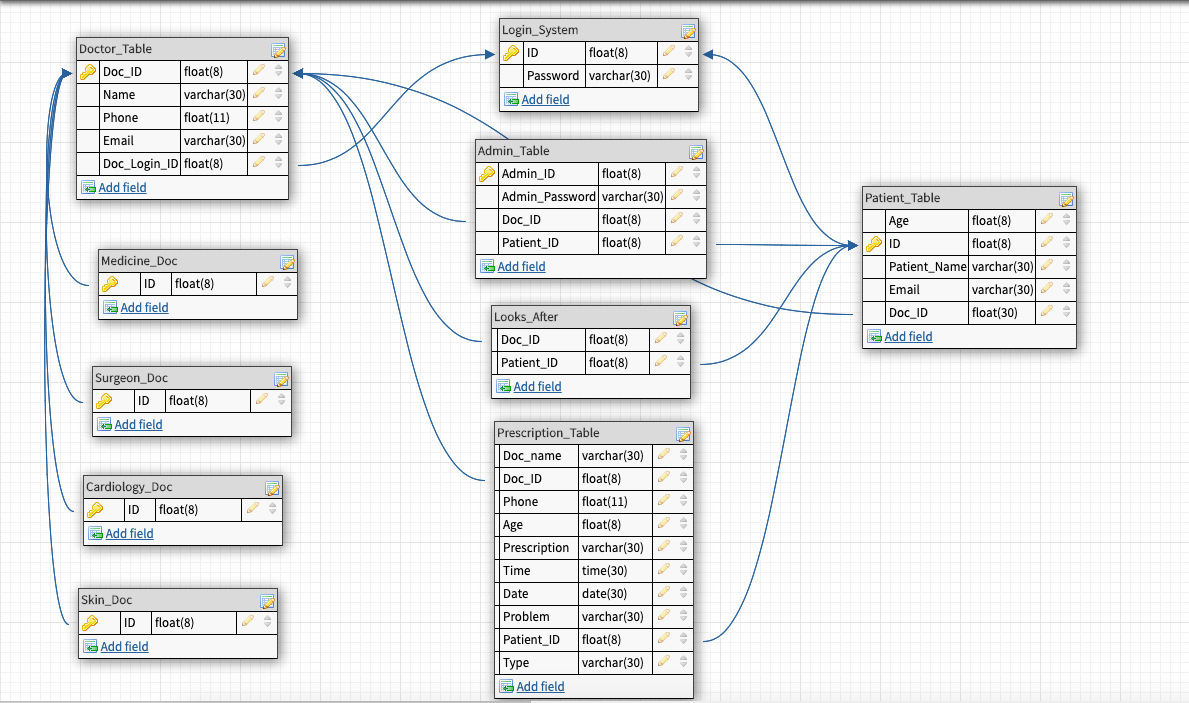 Doctor_Table
Doc_ID float(8)
Name varchar(30)
Phone float(11)
Email varchar(30)
Doc_Login_ID float(8)
Add field
Medicine_Doc
ID float(8)
Add field
Surgeon_Doc
ID float(8)
Add field
Cardiology_Doc
ID float(8)
Add field
Skin_Doc
ID float(8)
Add field
Login_System
ID float(8)
Password varchar(30)
Add field
Admin_Table
Admin_ID float(8)
Admin_Password varchar(30)
Doc_ID float(8)
Patient_ID float(8)
Add field
Looks_After
Doc_ID float(8)
Patient_ID float(8)
Add field
Prescription_Table
Doc_name varchar(30)
Doc_ID float(8)
Phone float(11)
Age float(8)
Prescription varchar(30)
Time time(30)
Date date(30)
Problem varchar(30)
Patient_ID float(8)
Type varchar(30)
Add field
Patient_Table
Age float(8)
ID float(8)
Patient_Name varchar(30)
Email varchar(30)
Doc_ID float(30)
Add field